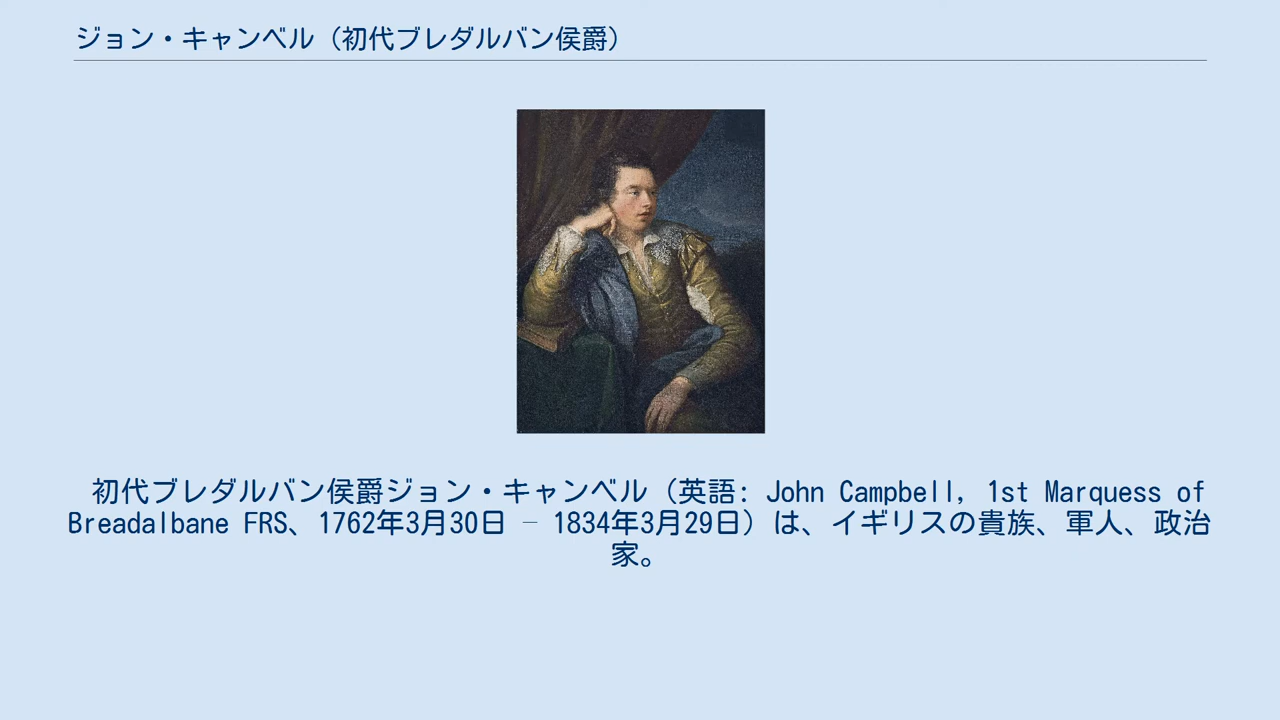 ジョン・キャンベル（初代ブレダルバン侯爵）
初代ブレダルバン侯爵ジョン・キャンベル（英語: John Campbell, 1st Marquess of
Breadalbane FRS、1762年3月30日 – 1834年3月29日）は、イギリスの貴族、軍人、政治
家。